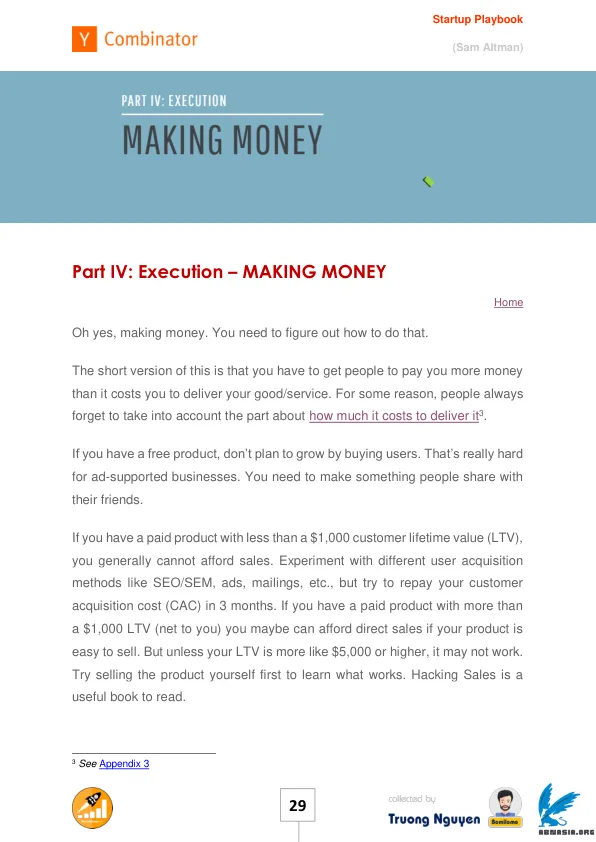 Startup Playbook
Y Combinator
(Sam Altman)
PART IV: EXECUTION
MAKING MONEY
Part IV: Execution – MAKING MONEY
Home
Oh yes, making money. You need to figure out how to do that.
The short version of this is that you have to get people to pay you more money
than it costs you to deliver your good/service. For some reason, people always
forget to take into account the part about how much it costs to deliver it³.
If you have a free product, don’t plan to grow by buying users. That’s really hard
for ad-supported businesses. You need to make something people share with
their friends.
If you have a paid product with less than a $1,000 customer lifetime value (LTV),
you generally cannot afford sales. Experiment with different user acquisition
methods like SEO/SEM, ads, mailings, etc., but try to repay your customer
acquisition cost (CAC) in 3 months. If you have a paid product with more than
a $1,000 LTV (net to you) you maybe can afford direct sales if your product is
easy to sell. But unless your LTV is more like $5,000 or higher, it may not work.
Try selling the product yourself first to learn what works. Hacking Sales is a
useful book to read.
³ See Appendix 3
29
collected by
Truong Nguyen
ABNASIA.ORG